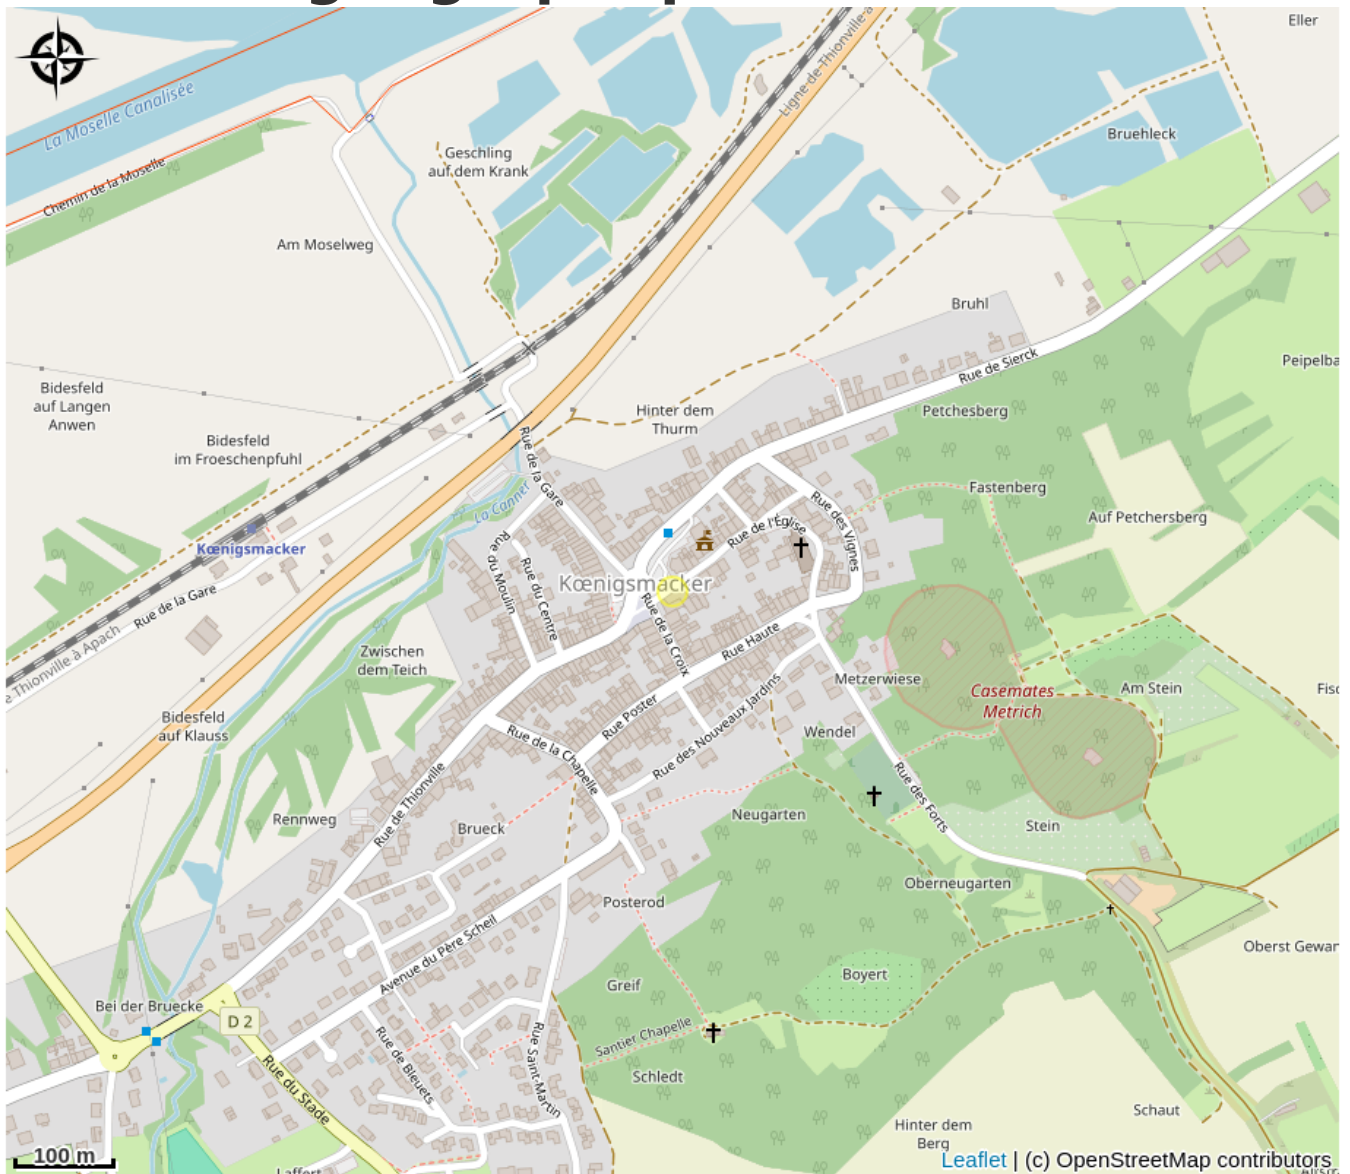 Eller
La Moselle Canalisée
Ligne de Thionville à
Bruehleck
Geschling
auf dem Krank
Chemin de la Moselle
Am Moselweg
Bruhl
Rue de Sierck
Peipelba
Bidesfeld
auf Langen
Anwen
Hinter dem
Thurm
Petchesberg
Bidesfeld
im Froeschenpfuhl
Rue de la Gare
Fastenberg
La Canner
Auf Petchersberg
Rue de l'Église
Rue des Vignes
Kœnigsmacker
Rue du Moulin
Rue du Centre
Kœnigsmacker
Rue de la Gare
Rue de la Croix
Rue Haute
e Thionville à Apach
Zwischen
dem Teich
Metzerwiese
Casemates
Metrich
Am Stein
Fisc
Bidesfeld
auf Klauss
Rue Poster
Rue des Nouveaux Jardins
Wendel
Rue de la Chapelle
Rue de Thionville
Rue des Forts
Rennweg
Brueck
Neugarten
Stein
Oberneugarten
Posterod
Avenue du Père Scheil
Oberst Gewan
Boyert
Greif
Bei der Bruecke
D 2
Santier Chapelle
Rue de Bleuets
Rue Saint-Martin
Schledt
Rue du Stade
Schaut
Hinter dem
Berg
100 m
Laffert
Leaflet | (c) OpenStreetMap contributors